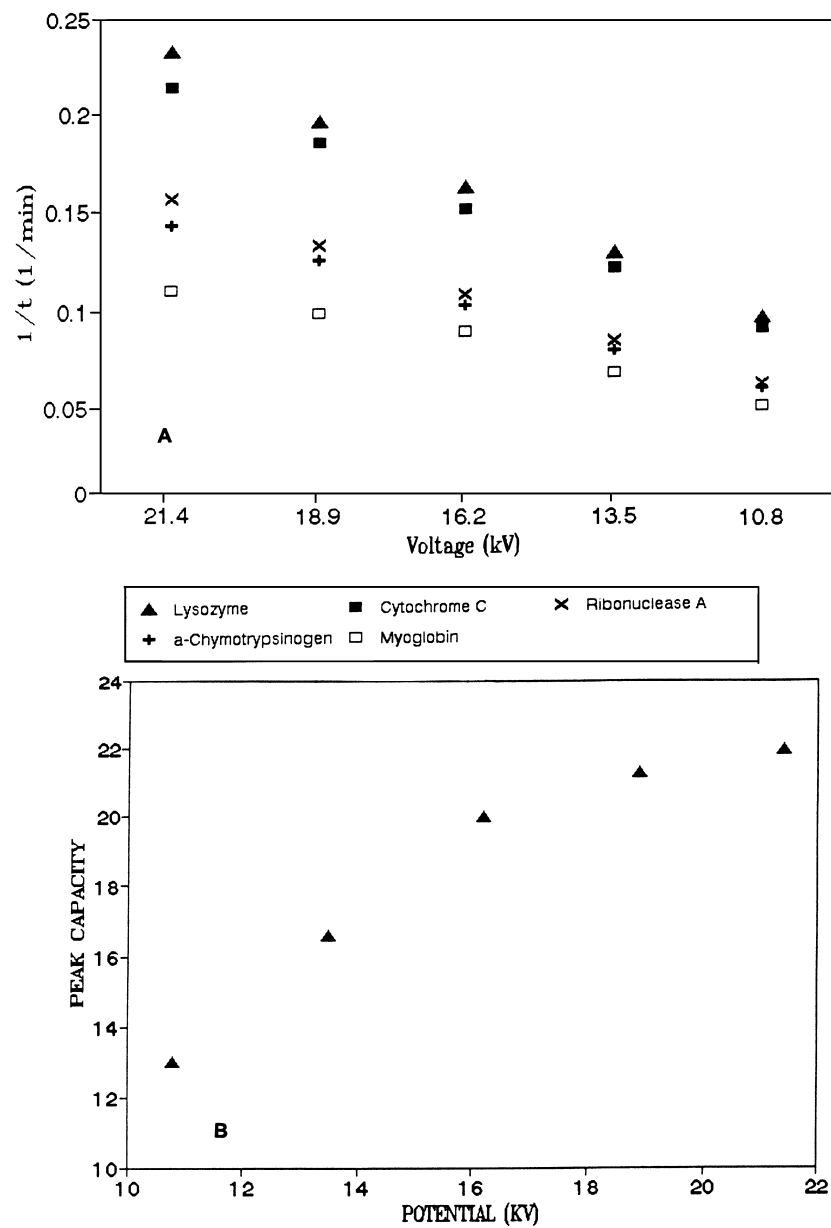 0.25
0.2
0.15
0.1
0.05
0
1/t (1/min)
A
21.4 18.9 16.2 13.5 10.8
Voltage (kV)
Lysozyme Cytochrome C Ribonuclease A
a-Chymotrypsinogen Myoglobin
24
22
20
18
16
14
12
10
PEAK CAPACITY
B
10 12 14 16 18 20 22
POTENTIAL (KV)